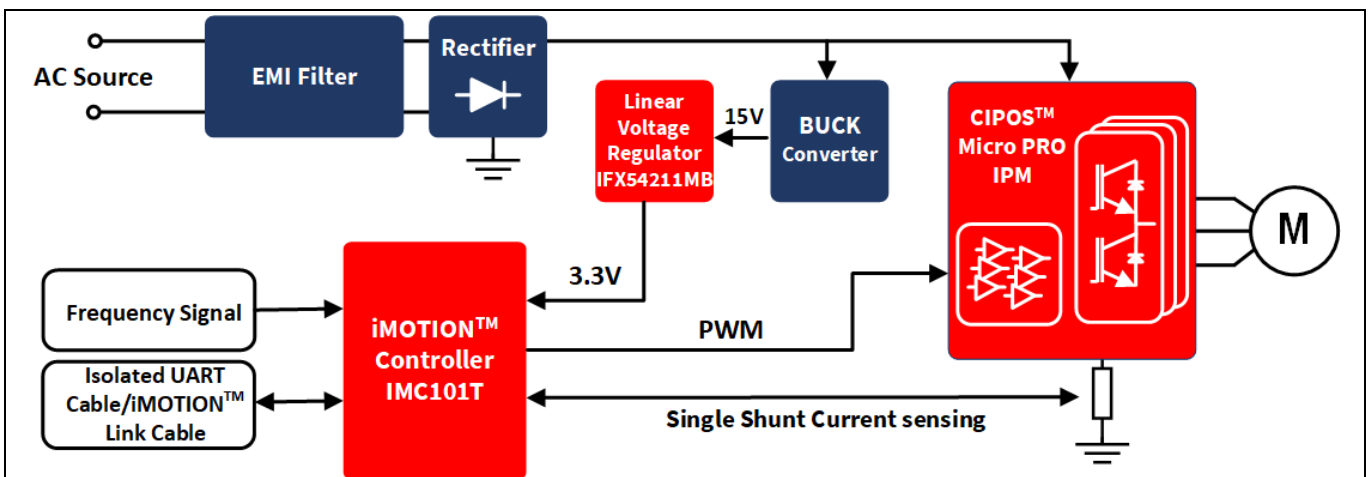 AC Source
EMI Filter
Rectifier
Linear
Voltage
Regulator
IFX54211MB
15V
BUCK
Converter
CIPOS™
Micro PRO
IPM
M
3.3V
Frequency Signal
iMOTION™
Controller
IMC101T
PWM
Isolated UART
Cable/iMOTION™
Link Cable
Single Shunt Current sensing